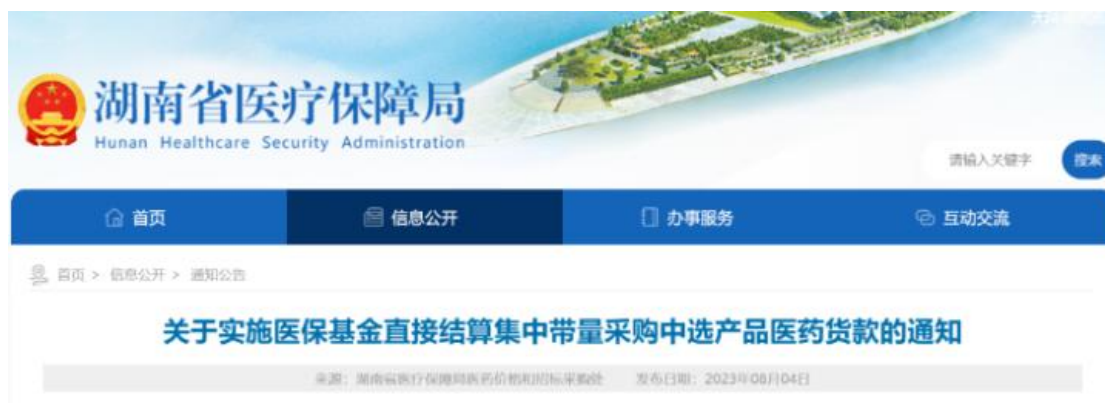 湖南省医疗保障局
Hunan Healthcare Security Administration
请输入关键字 搜索
首页 信息公开 办事服务 互动交流
首页 > 信息公开 > 通知公告
关于实施医保基金直接结算集中带量采购中选产品医药货款的通知
来源：湖南省医疗保障局医药价格和招标采购处 发布日期：2023年08月04日